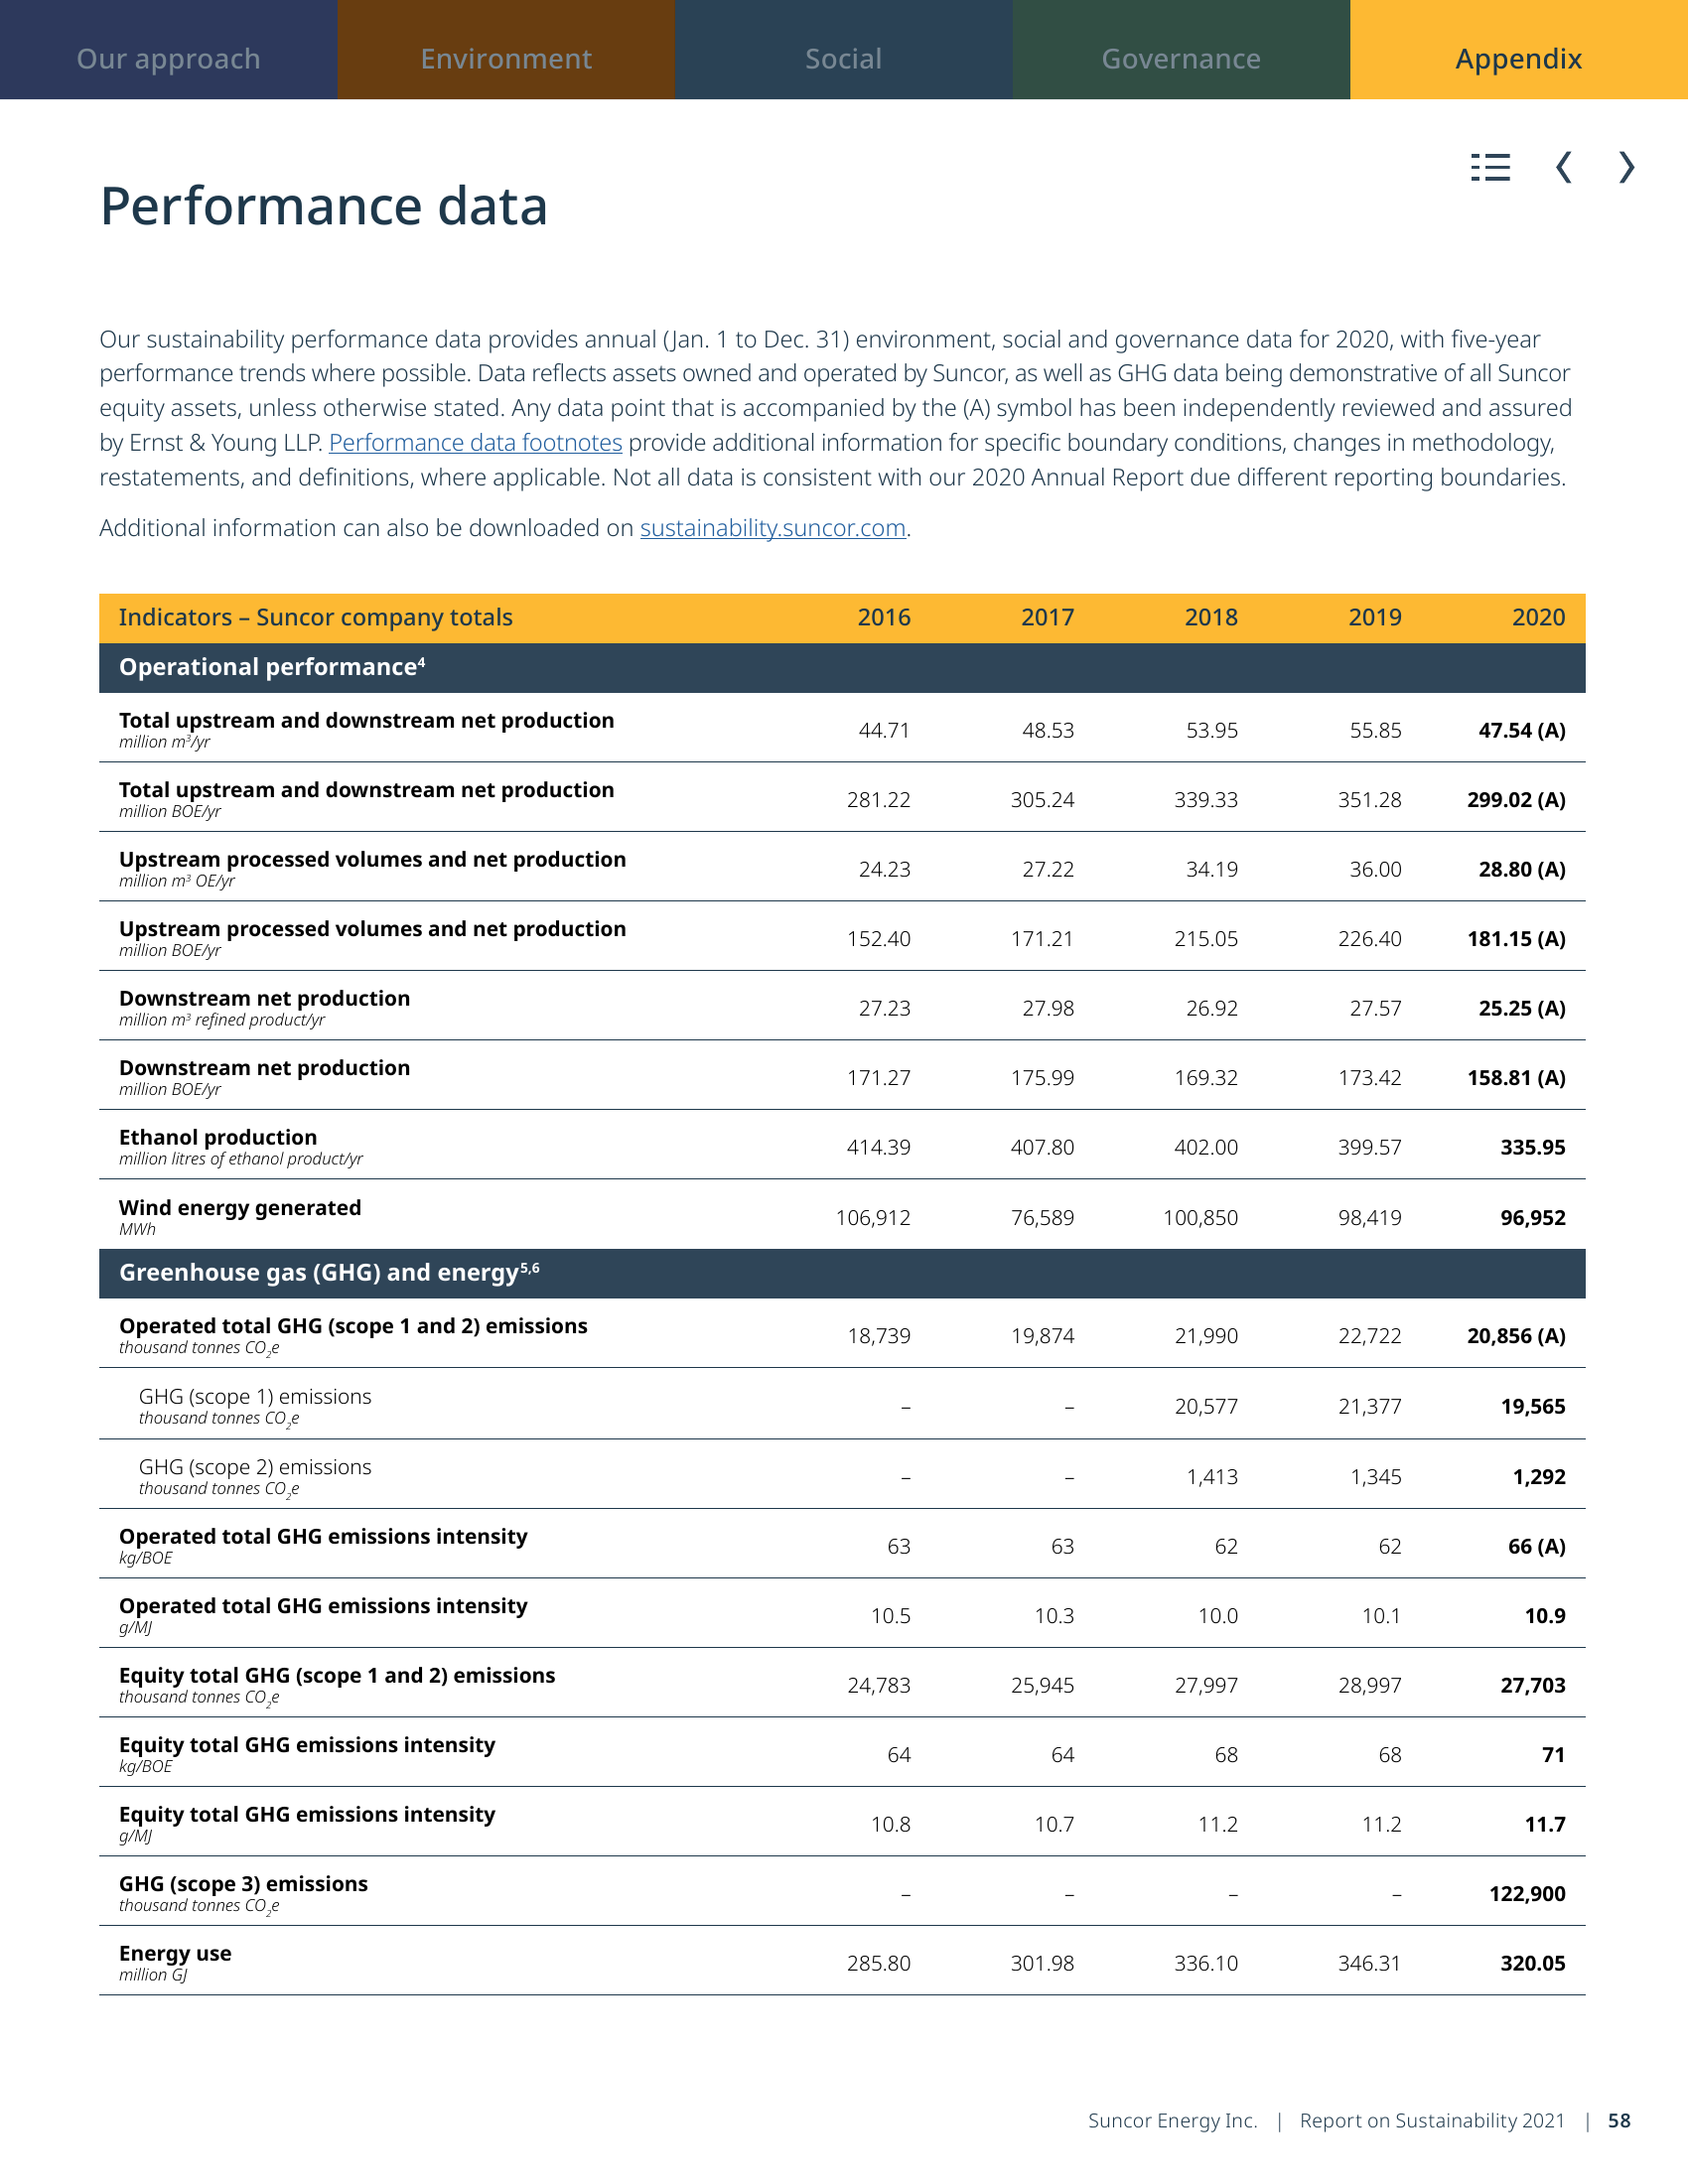 Our approach Environment Social Governance Appendix
Performance data
Our sustainability performance data provides annual (Jan. 1 to Dec. 31) environment, social and governance data for 2020, with five-year
performance trends where possible. Data reflects assets owned and operated by Suncor, as well as GHG data being demonstrative of all Suncor
equity assets, unless otherwise stated. Any data point that is accompanied by the (A) symbol has been independently reviewed and assured
by Ernst & Young LLP. Performance data footnotes provide additional information for specific boundary conditions, changes in methodology,
restatements, and definitions, where applicable. Not all data is consistent with our 2020 Annual Report due different reporting boundaries.
Additional information can also be downloaded on sustainability.suncor.com.
Indicators – Suncor company totals 2016 2017 2018 2019 2020
Operational performance⁴
Total upstream and downstream net production 44.71 48.53 53.95 55.85 47.54 (A)
million m³/yr
Total upstream and downstream net production 281.22 305.24 339.33 351.28 299.02 (A)
million BOE/yr
Upstream processed volumes and net production 24.23 27.22 34.19 36.00 28.80 (A)
million m³ OE/yr
Upstream processed volumes and net production 152.40 171.21 215.05 226.40 181.15 (A)
million BOE/yr
Downstream net production 27.23 27.98 26.92 27.57 25.25 (A)
million m³ refined product/yr
Downstream net production 171.27 175.99 169.32 173.42 158.81 (A)
million BOE/yr
Ethanol production 414.39 407.80 402.00 399.57 335.95
million litres of ethanol product/yr
Wind energy generated 106,912 76,589 100,850 98,419 96,952
MWh
Greenhouse gas (GHG) and energy⁵,⁶
Operated total GHG (scope 1 and 2) emissions 18,739 19,874 21,990 22,722 20,856 (A)
thousand tonnes CO₂e
GHG (scope 1) emissions – – 20,577 21,377 19,565
thousand tonnes CO₂e
GHG (scope 2) emissions – – 1,413 1,345 1,292
thousand tonnes CO₂e
Operated total GHG emissions intensity 63 63 62 62 66 (A)
kg/BOE
Operated total GHG emissions intensity 10.5 10.3 10.0 10.1 10.9
g/MJ
Equity total GHG (scope 1 and 2) emissions 24,783 25,945 27,997 28,997 27,703
thousand tonnes CO₂e
Equity total GHG emissions intensity 64 64 68 68 71
kg/BOE
Equity total GHG emissions intensity 10.8 10.7 11.2 11.2 11.7
g/MJ
GHG (scope 3) emissions – – – – 122,900
thousand tonnes CO₂e
Energy use 285.80 301.98 336.10 346.31 320.05
million GJ
Suncor Energy Inc. | Report on Sustainability 2021 | 58